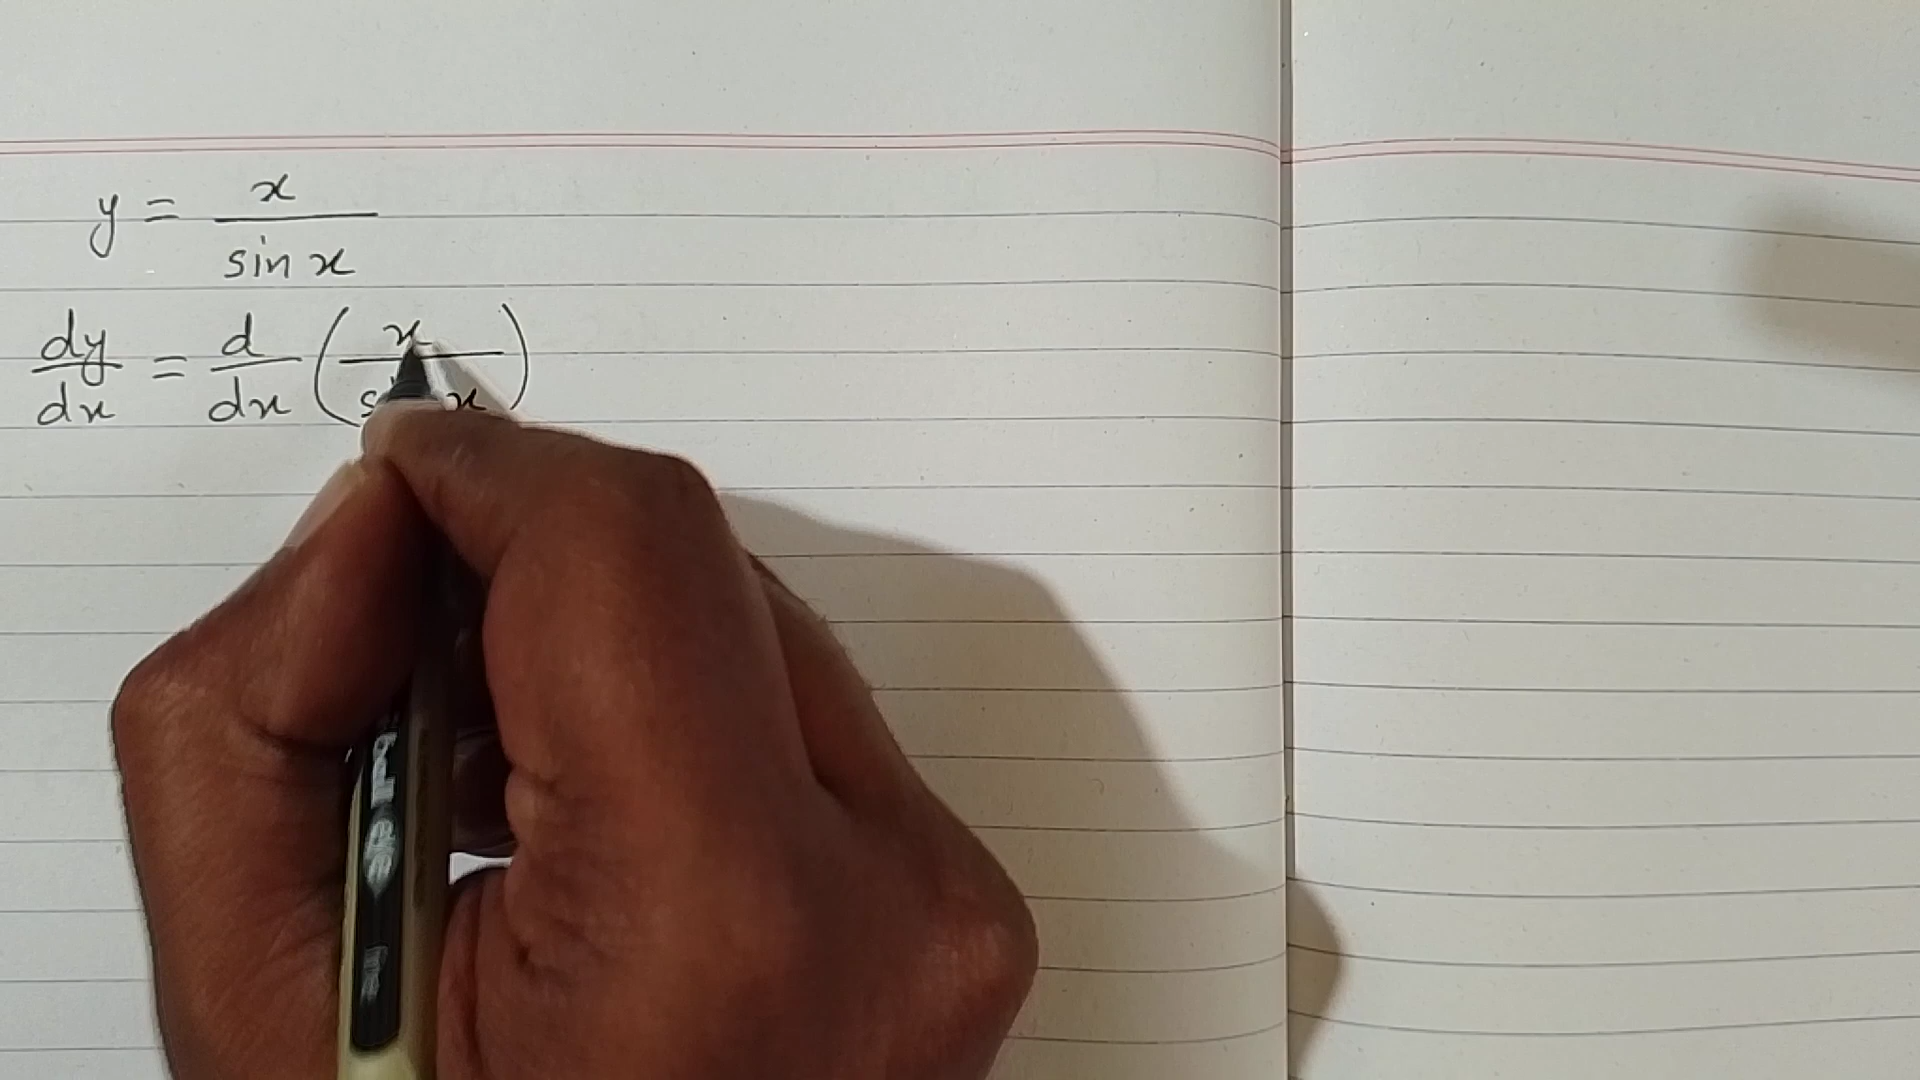 y = x / sin x
dy/dx = d/dx ( x / sin x )